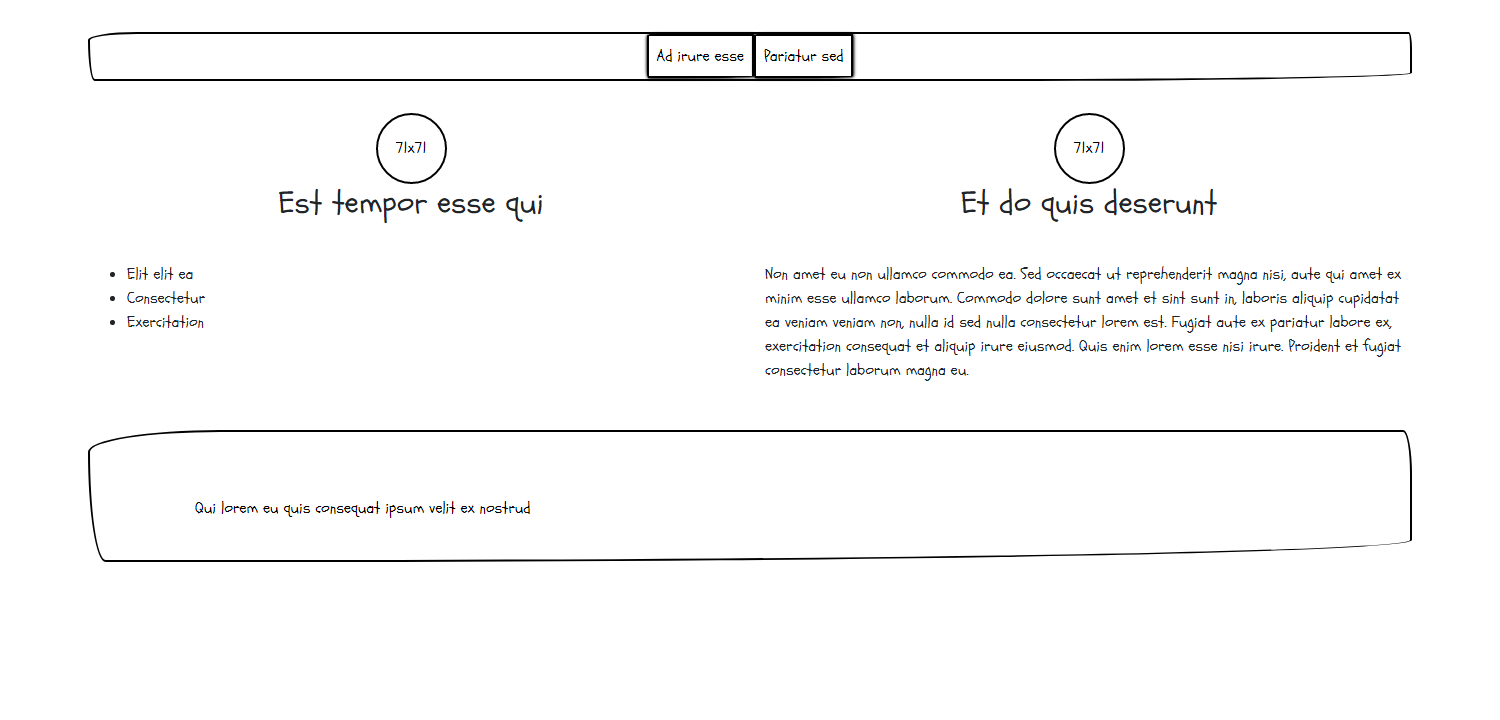 Ad irure esse Pariatur sed
71x71
Est tempor esse qui
Elit elit ea
Consectetur
Exercitation
71x71
Et do quis deserunt
Non amet eu non ullamco commodo ea. Sed occaecat ut reprehenderit magna nisi, aute qui amet ex
minim esse ullamco laborum. Commodo dolore sunt amet et sint sunt in, laboris aliquip cupidatat
ea veniam veniam non, nulla id sed nulla consectetur lorem est. Fugiat aute ex pariatur labore ex,
exercitation consequat et aliquip irure eiusmod. Quis enim lorem esse nisi irure. Proident et fugiat
consectetur laborum magna eu.
Qui lorem eu quis consequat ipsum velit ex nostrud